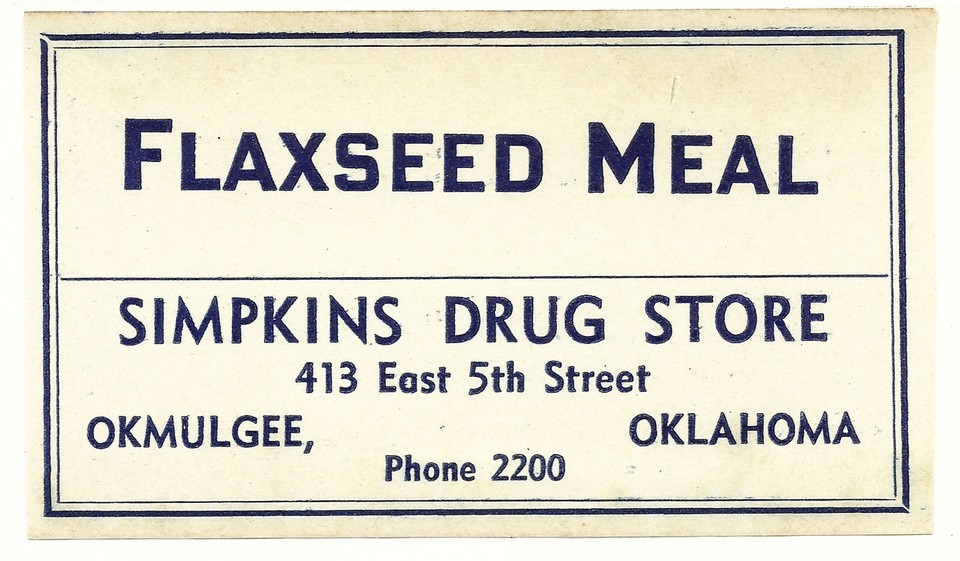 FLAXSEED MEAL
SIMPKINS DRUG STORE
413 East 5th Street
OKMULGEE, OKLAHOMA
Phone 2200